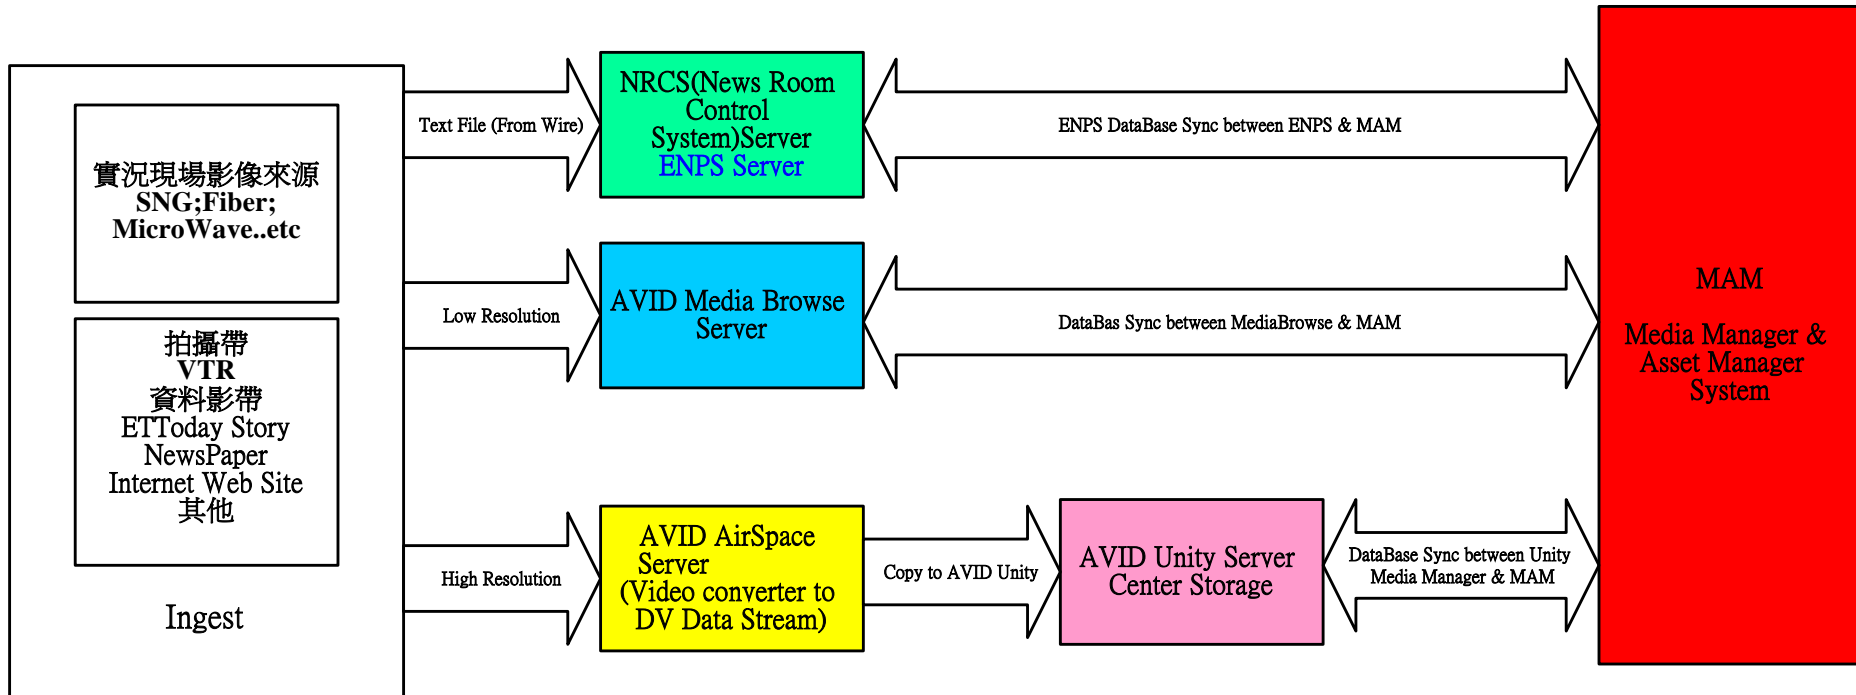 實況現場影像來源
SNG;Fiber;
MicroWave..etc
拍攝帶
VTR
資料影帶
ETToday Story
NewsPaper
Internet Web Site
其他
Ingest
Text File (From Wire)
NRCS(News Room
Control
System)Server
ENPS Server
ENPS DataBase Sync between ENPS & MAM
Low Resolution
AVID Media Browse
Server
DataBas Sync between MediaBrowse & MAM
High Resolution
AVID AirSpace
Server
(Video converter to
DV Data Stream)
Copy to AVID Unity
AVID Unity Server
Center Storage
DataBase Sync between Unity
Media Manager & MAM
MAM
Media Manager &
Asset Manager
System